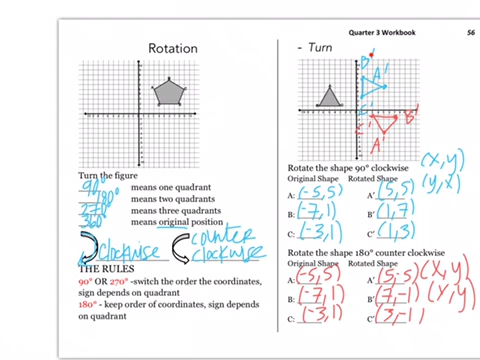 Quarter 3 Workbook 56
Rotation
- Turn
B'
A'
C'
C'
B'
A'
Turn the figure
90° means one quadrant
180° means two quadrants
270° means three quadrants
360° means original position
clockwise
counter
clockwise
THE RULES
90° OR 270° -switch the order the coordinates,
sign depends on quadrant
180° - keep order of coordinates, sign depends
on quadrant
Rotate the shape 90° clockwise (x,y)
Original Shape Rotated Shape (y,x)
A: (-5,5) A' (5,5)
B: (-7,1) B' (1,7)
C: (-3,1) C' (1,3)
Rotate the shape 180° counter clockwise
Original Shape Rotated Shape (x,y)
A: (-5,5) A' (5,-5)
B: (-7,1) B' (7,-1) (x,y)
C: (-3,1) C' (3,-1)